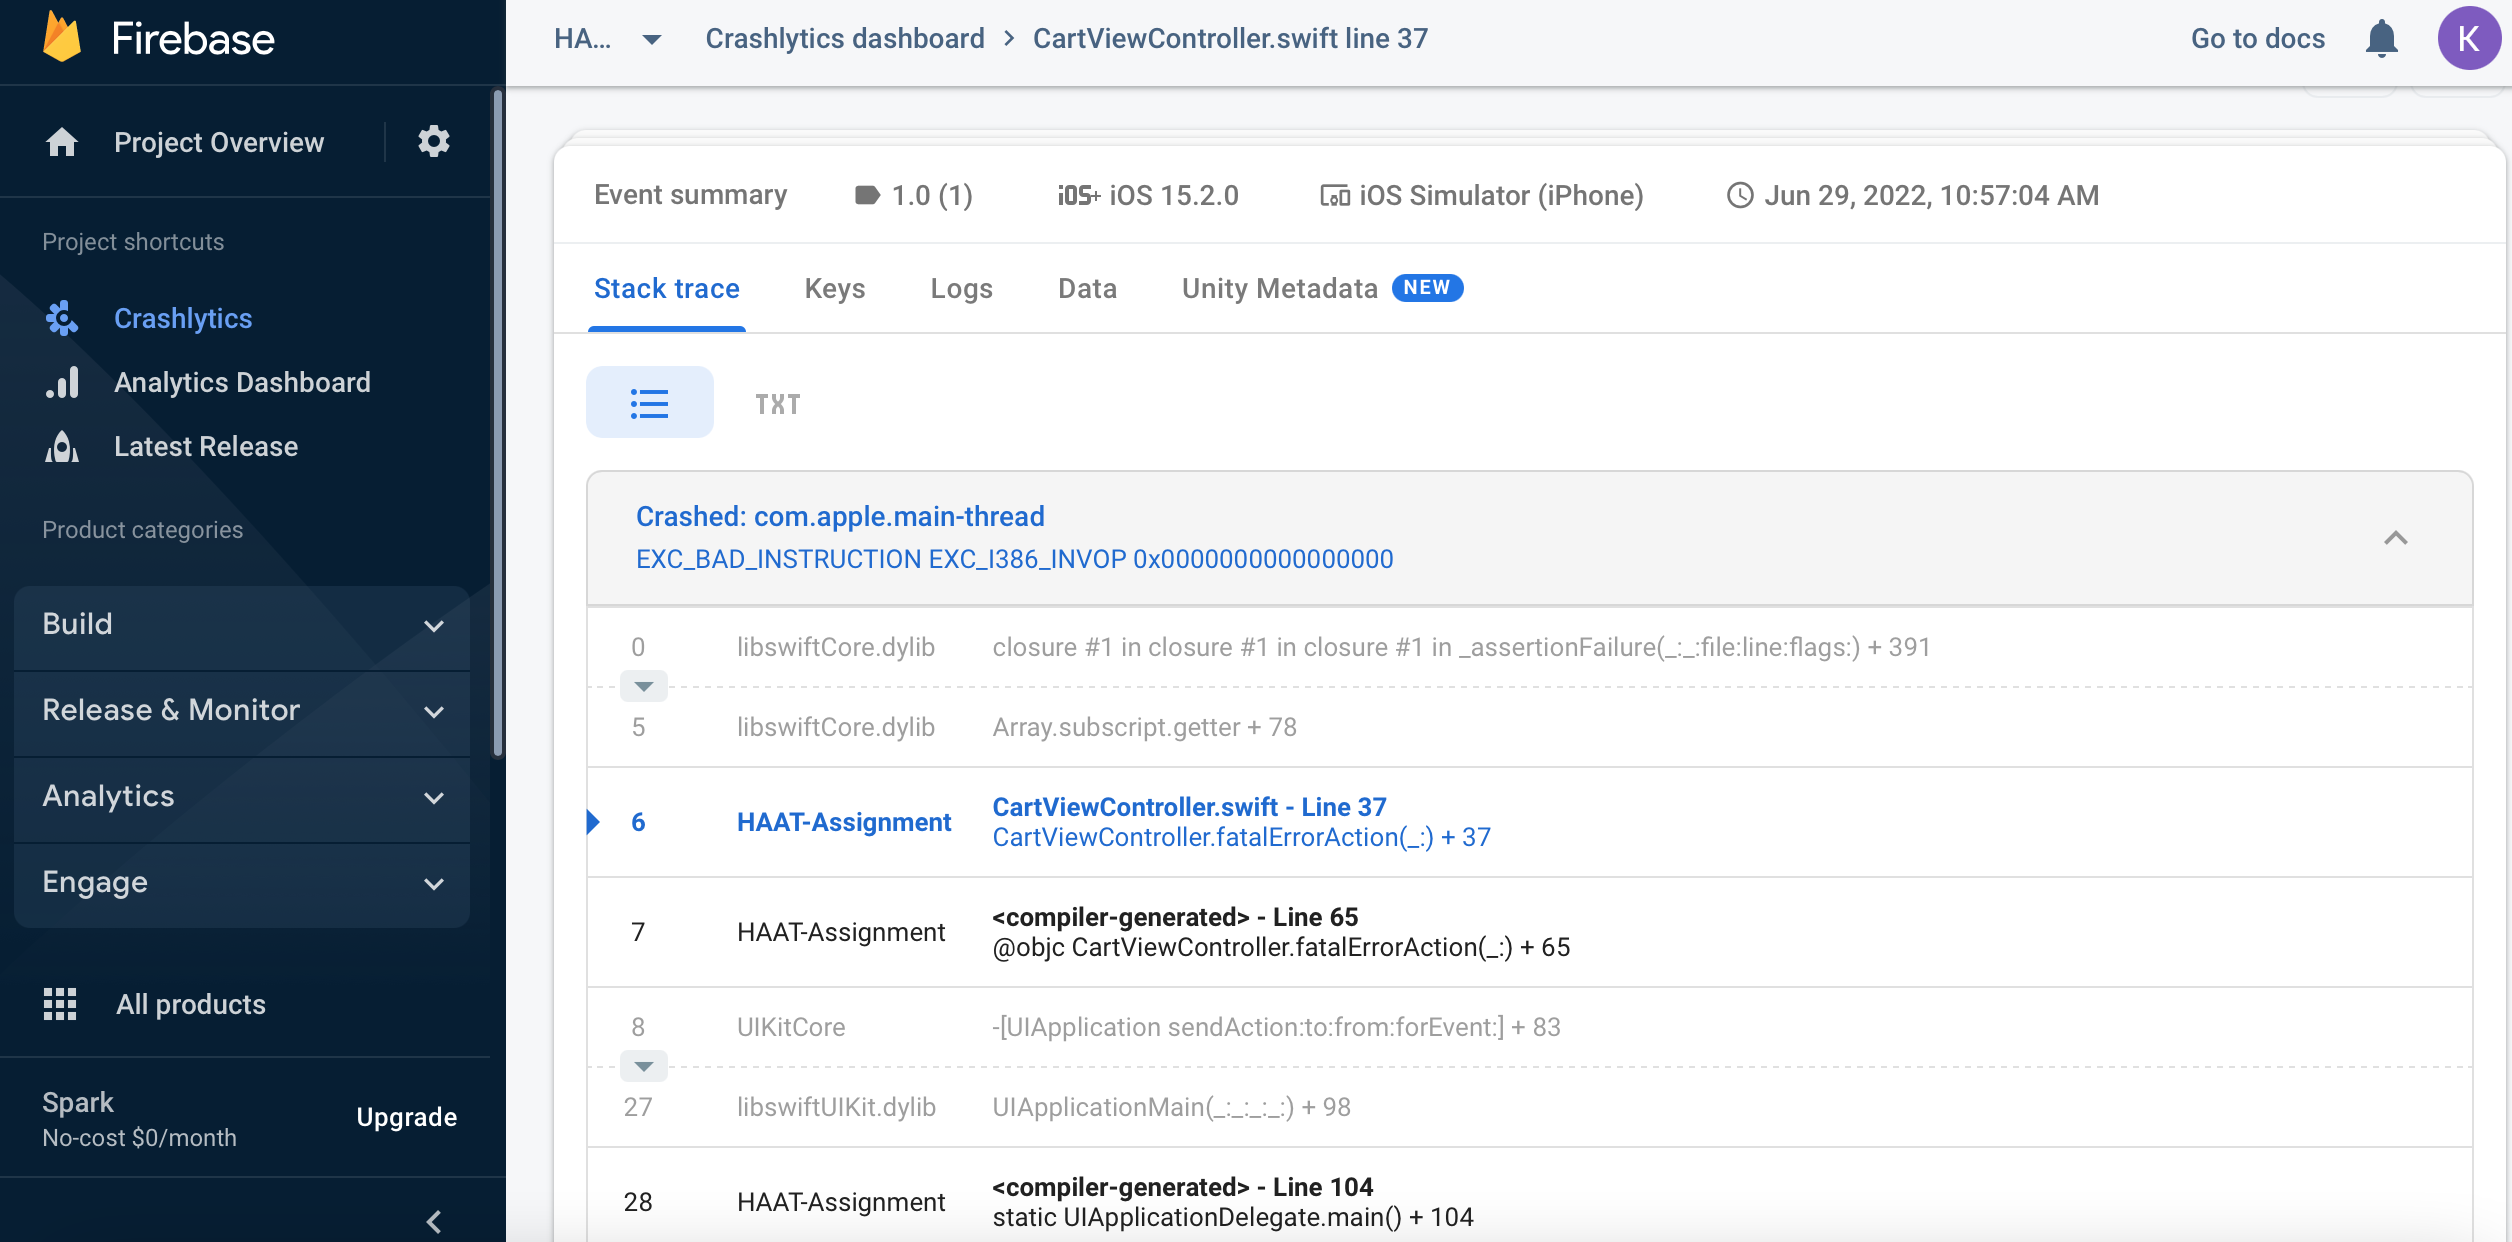 Firebase
HA...
Crashlytics dashboard > CartViewController.swift line 37
Go to docs
K
Project Overview
Project shortcuts
Crashlytics
Analytics Dashboard
Latest Release
Product categories
Build
Release & Monitor
Analytics
Engage
All products
Spark
No-cost $0/month
Upgrade
Event summary
1.0 (1)
iOS+ iOS 15.2.0
iOS Simulator (iPhone)
Jun 29, 2022, 10:57:04 AM
Stack trace
Keys
Logs
Data
Unity Metadata NEW
TXT
Crashed: com.apple.main-thread
EXC_BAD_INSTRUCTION EXC_I386_INVOP 0x0000000000000000
0 libswiftCore.dylib closure #1 in closure #1 in closure #1 in _assertionFailure(_:_:file:line:flags:) + 391
5 libswiftCore.dylib Array.subscript.getter + 78
6 HAAT-Assignment CartViewController.swift - Line 37
CartViewController.fatalErrorAction(_:) + 37
7 HAAT-Assignment <compiler-generated> - Line 65
@objc CartViewController.fatalErrorAction(_:) + 65
8 UIKitCore -[UIApplication sendAction:to:from:forEvent:] + 83
27 libswiftUIKit.dylib UIApplicationMain(_:_:_:_:) + 98
28 HAAT-Assignment <compiler-generated> - Line 104
static UIApplicationDelegate.main() + 104